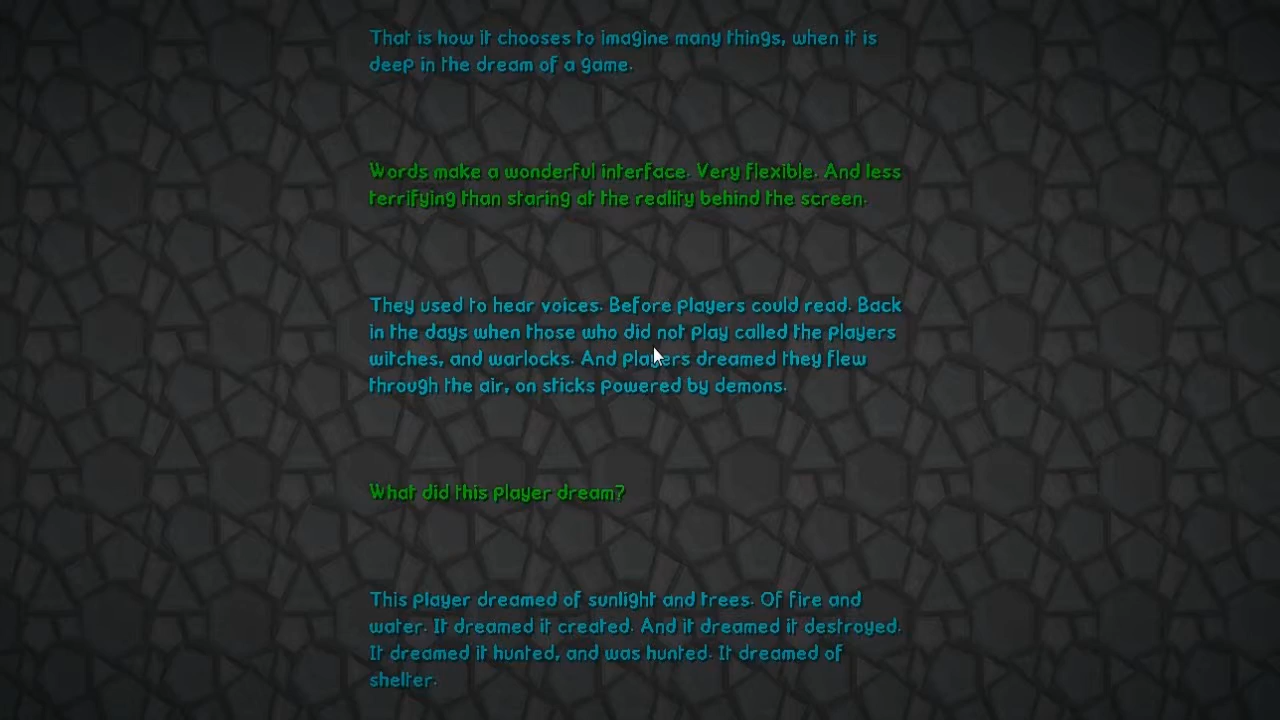 That is how it chooses to imagine many things, when it is
deep in the dream of a game.
Words make a wonderful interface. Very flexible. And less
terrifying than staring at the reality behind the screen.
They used to hear voices. Before players could read. Back
in the days when those who did not play called the players
witches, and warlocks. And players dreamed they flew
through the air, on sticks powered by demons.
What did this player dream?
This player dreamed of sunlight and trees. Of fire and
water. It dreamed it created. And it dreamed it destroyed.
It dreamed it hunted, and was hunted. It dreamed of
shelter.